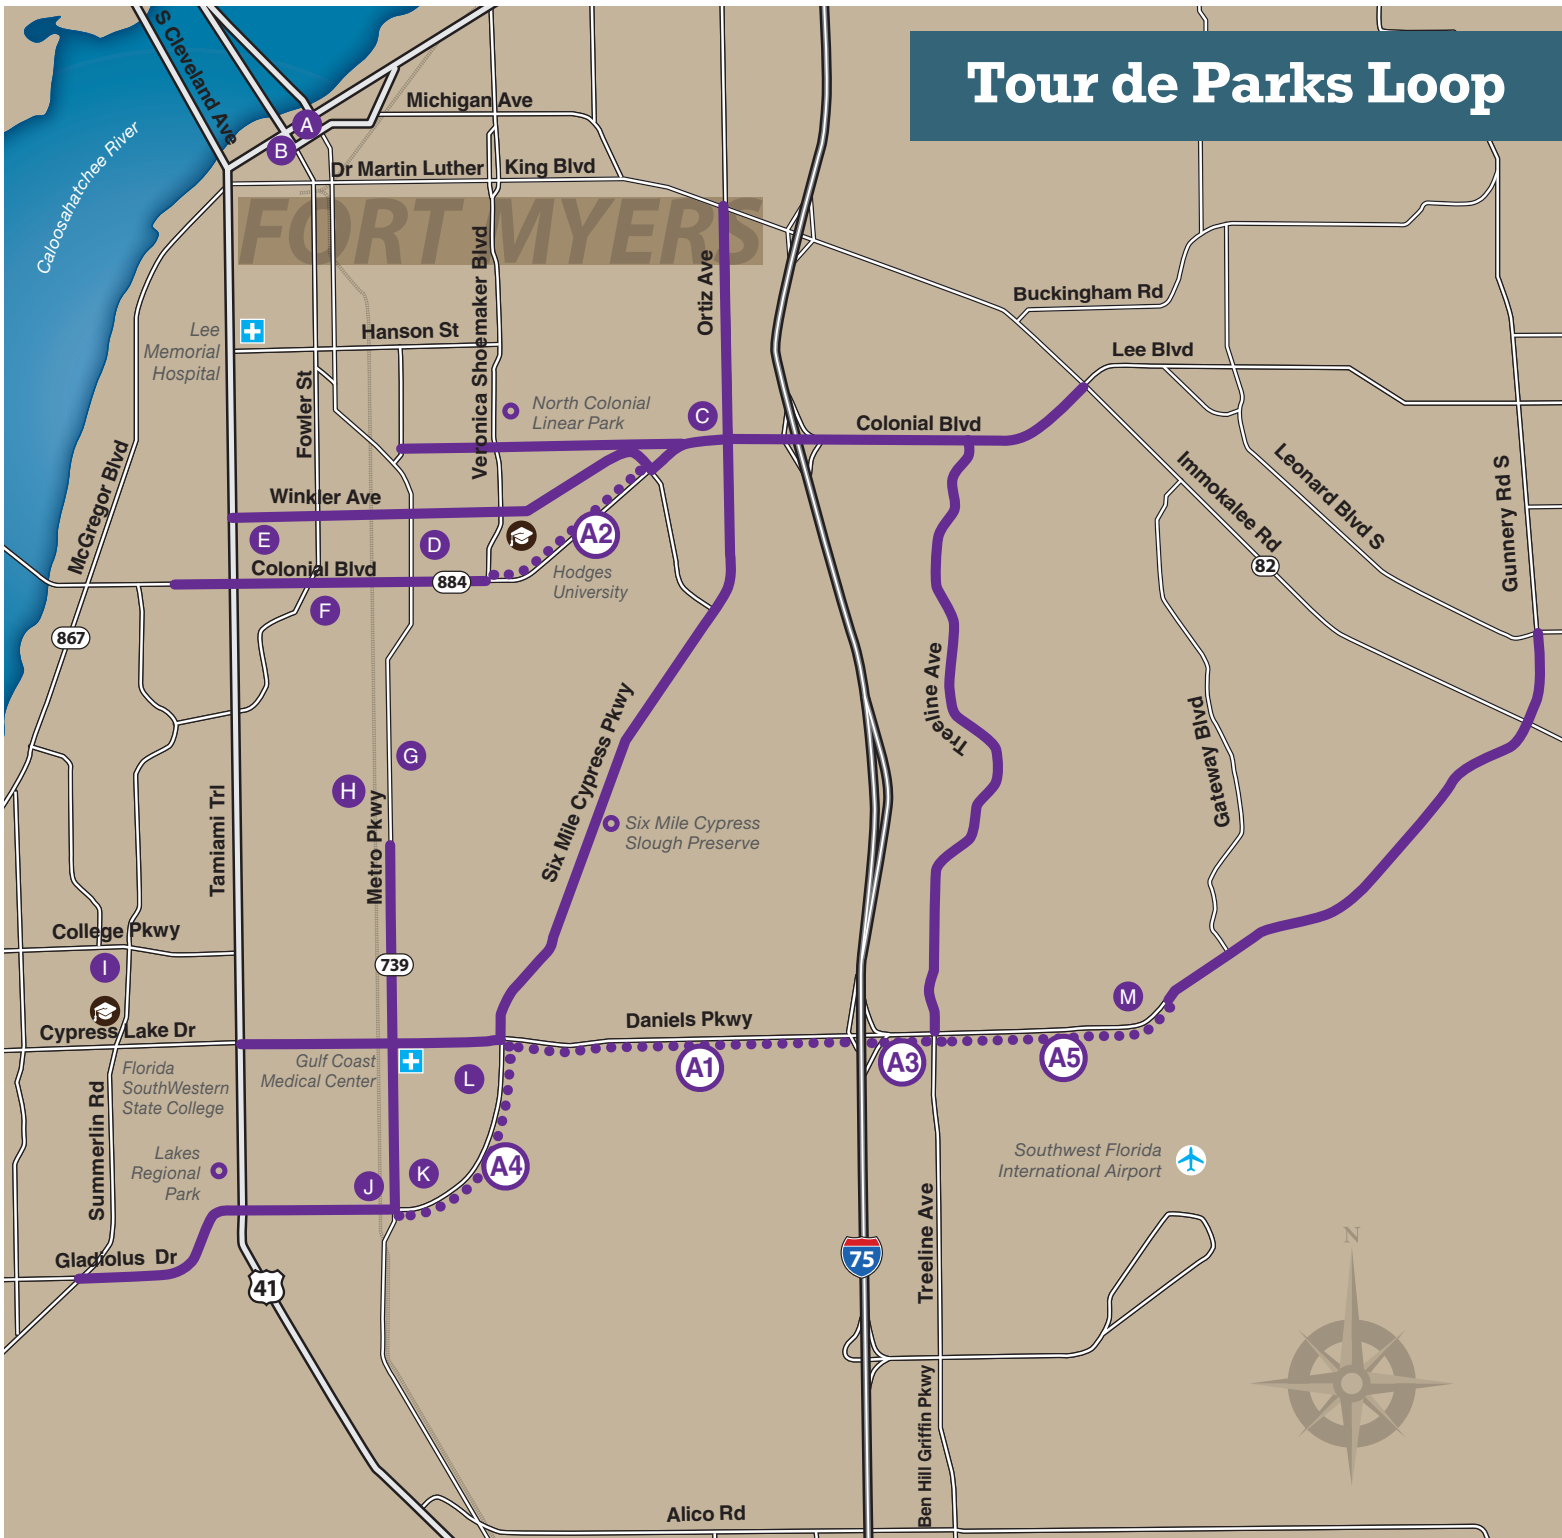 Tour de Parks Loop
S Cleveland Ave
Caloosahatchee River
Michigan Ave
A
B
Dr Martin Luther King Blvd
FORT MYERS
Veronica Shoemaker Blvd
Ortiz Ave
Buckingham Rd
Lee
Memorial
Hospital
Hanson St
Lee Blvd
Fowler St
North Colonial
Linear Park
C
Colonial Blvd
McGregor Blvd
Winkler Ave
Immokalee Rd
Leonard Blvd S
Gunnery Rd S
E
D
A2
Colonial Blvd
884
Hodges
University
82
F
867
Treeline Ave
Six Mile Cypress Pkwy
Gateway Blvd
G
H
Tamiami Trl
Metro Pkwy
Six Mile Cypress
Slough Preserve
College Pkwy
I
739
M
Cypress Lake Dr
Daniels Pkwy
Gulf Coast
Medical Center
L
A1
A3
A5
Florida
SouthWestern
State College
Summerlin Rd
Lakes
Regional
Park
J
K
A4
Southwest Florida
International Airport
Treeline Ave
Gladiolus Dr
41
75
N
Ben Hill Griffin Pkwy
Alico Rd